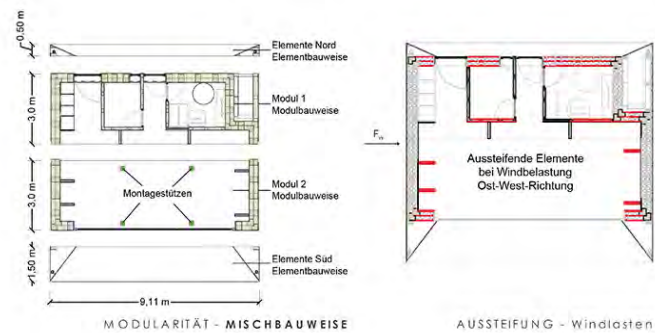 0,50 m
Elemente Nord
Elementbauweise
3,0 m
Modul 1
Modulbauweise
3,0 m
Montagestützen
Modul 2
Modulbauweise
1,50 m
Elemente Süd
Elementbauweise
9,11 m
MODULARITÄT - MISCHBAUWEISE
Aussteifende Elemente
bei Windbelastung
Ost-West-Richtung
AUSSTEIFUNG - Windlasten